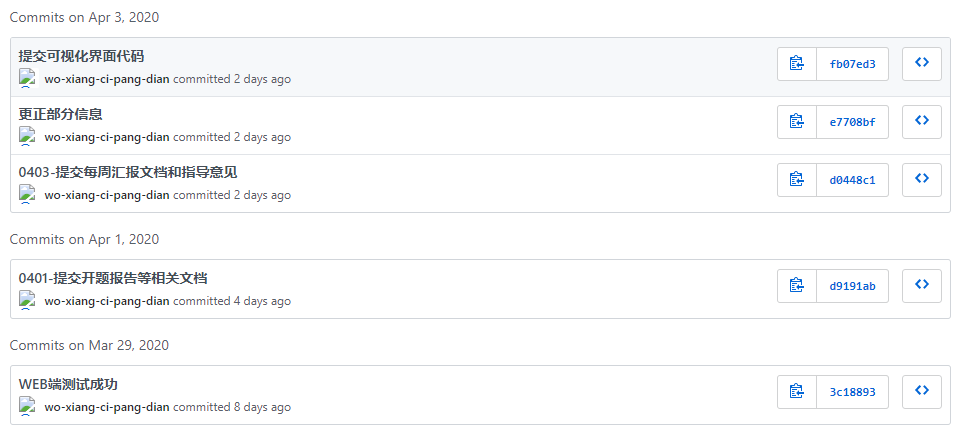 Commits on Apr 3, 2020
提交可视化界面代码
wo-xiang-ci-pang-dian committed 2 days ago
fb07ed3
更正部分信息
wo-xiang-ci-pang-dian committed 2 days ago
e7708bf
0403-提交每周汇报文档和指导意见
wo-xiang-ci-pang-dian committed 2 days ago
d0448c1
Commits on Apr 1, 2020
0401-提交开题报告等相关文档
wo-xiang-ci-pang-dian committed 4 days ago
d9191ab
Commits on Mar 29, 2020
WEB端测试成功
wo-xiang-ci-pang-dian committed 8 days ago
3c18893